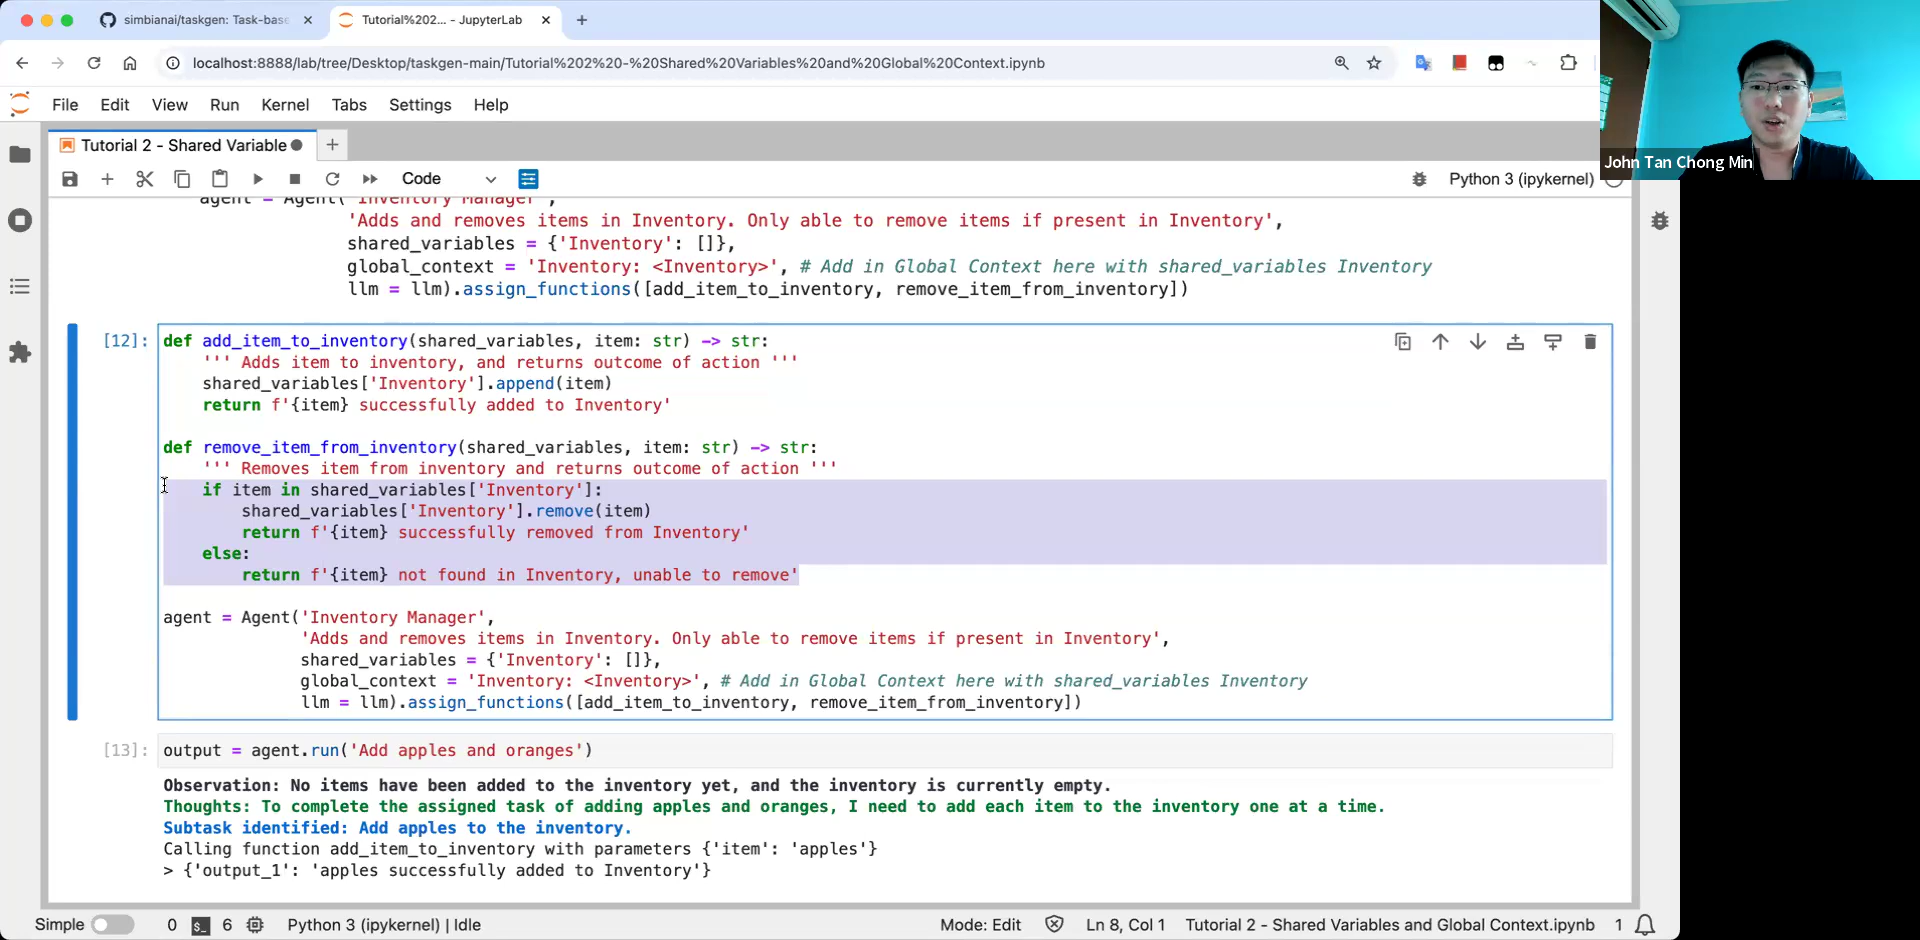 simbianai/taskgen: Task-base
Tutorial%202... - JupyterLab
localhost:8888/lab/tree/Desktop/taskgen-main/Tutorial%202%20-%20Shared%20Variables%20and%20Global%20Context.ipynb
John Tan Chong Min
File Edit View Run Kernel Tabs Settings Help
Tutorial 2 - Shared Variable
Code
Python 3 (ipykernel)
agent = Agent('Inventory Manager',
'Adds and removes items in Inventory. Only able to remove items if present in Inventory',
shared_variables = {'Inventory': []},
global_context = 'Inventory: <Inventory>', # Add in Global Context here with shared_variables Inventory
llm = llm).assign_functions([add_item_to_inventory, remove_item_from_inventory])
[12]: def add_item_to_inventory(shared_variables, item: str) -> str:
''' Adds item to inventory, and returns outcome of action '''
shared_variables['Inventory'].append(item)
return f'{item} successfully added to Inventory'
def remove_item_from_inventory(shared_variables, item: str) -> str:
''' Removes item from inventory and returns outcome of action '''
if item in shared_variables['Inventory']:
shared_variables['Inventory'].remove(item)
return f'{item} successfully removed from Inventory'
else:
return f'{item} not found in Inventory, unable to remove'
agent = Agent('Inventory Manager',
'Adds and removes items in Inventory. Only able to remove items if present in Inventory',
shared_variables = {'Inventory': []},
global_context = 'Inventory: <Inventory>', # Add in Global Context here with shared_variables Inventory
llm = llm).assign_functions([add_item_to_inventory, remove_item_from_inventory])
[13]: output = agent.run('Add apples and oranges')
Observation: No items have been added to the inventory yet, and the inventory is currently empty.
Thoughts: To complete the assigned task of adding apples and oranges, I need to add each item to the inventory one at a time.
Subtask identified: Add apples to the inventory.
Calling function add_item_to_inventory with parameters {'item': 'apples'}
> {'output_1': 'apples successfully added to Inventory'}
Simple 0 6 Python 3 (ipykernel) | Idle Mode: Edit Ln 8, Col 1 Tutorial 2 - Shared Variables and Global Context.ipynb 1